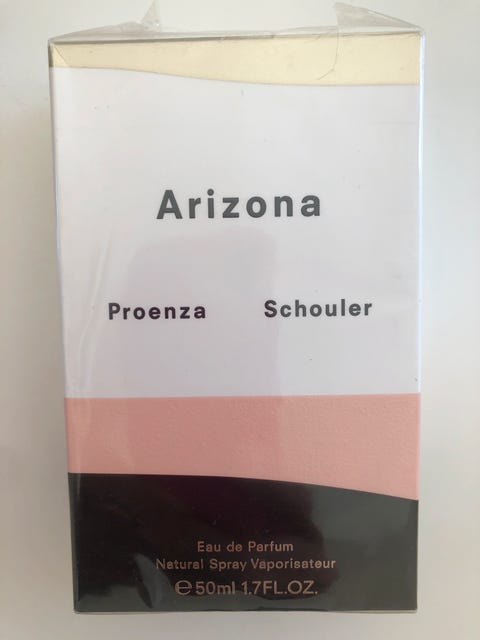 Arizona
Proenza Schouler
Eau de Parfum
Natural Spray Vaporisateur
℮50ml 1.7FL.OZ.